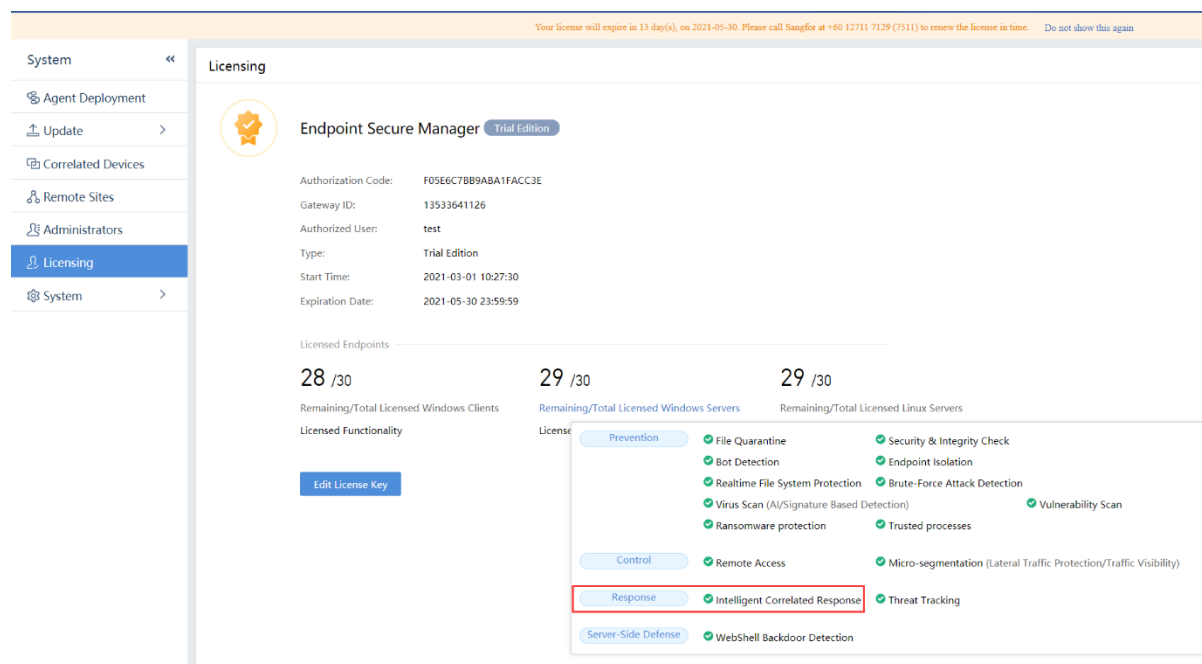 Your license will expire in 13 day(s), on 2021-05-30. Please call Sangfor at +60 12711 7129 (7511) to renew the license in time. Do not show this again
System
Agent Deployment
Update
Correlated Devices
Remote Sites
Administrators
Licensing
System
Licensing
Endpoint Secure Manager Trial Edition
Authorization Code: F05E6C7BB9ABA1FACC3E
Gateway ID: 13533641126
Authorized User: test
Type: Trial Edition
Start Time: 2021-03-01 10:27:30
Expiration Date: 2021-05-30 23:59:59
Licensed Endpoints
28 /30 29 /30 29 /30
Remaining/Total Licensed Windows Clients Remaining/Total Licensed Windows Servers Remaining/Total Licensed Linux Servers
Licensed Functionality License
Edit License Key
Prevention File Quarantine Security & Integrity Check
Bot Detection Endpoint Isolation
Realtime File System Protection Brute-Force Attack Detection
Virus Scan (AI/Signature Based Detection) Vulnerability Scan
Ransomware protection Trusted processes
Control Remote Access Micro-segmentation (Lateral Traffic Protection/Traffic Visibility)
Response Intelligent Correlated Response Threat Tracking
Server-Side Defense WebShell Backdoor Detection